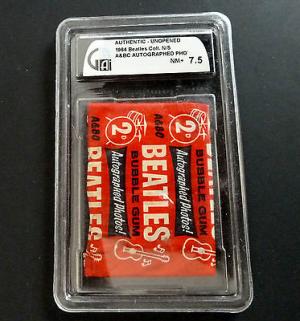 AUTHENTIC - UNOPENED
1964 Beatles Coll. N/S
A&BC AUTOGRAPHED PHO
NM+ 7.5
GAI
A&BC
2D
BUBBLE GUM
Autographed Photos!
BEATLES
A&BC
2D
BUBBLE GUM
Autographed Photos!
BEATLES